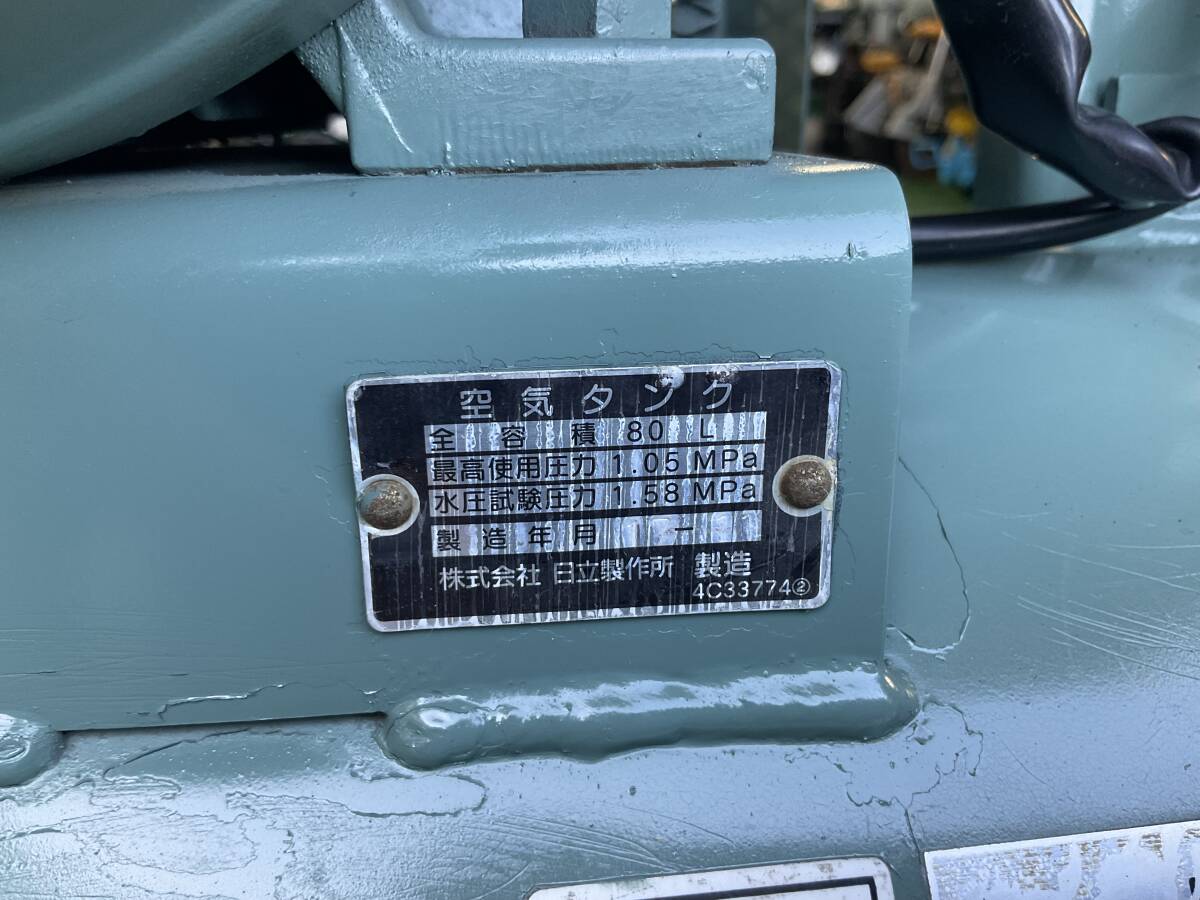 空気タンク
全容積 80 L
最高使用圧力 1.05 MPa
水圧試験圧力 1.58 MPa
製造年月 －
株式会社 日立製作所 製造
4C33774②